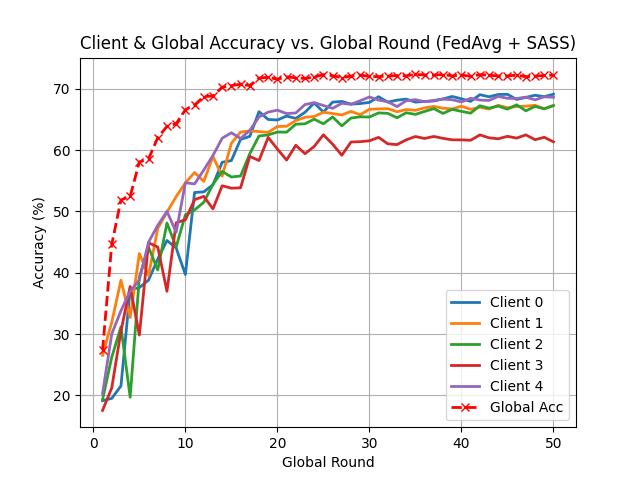 Client & Global Accuracy vs. Global Round (FedAvg + SASS)
Accuracy (%)
70
60
50
40
30
20
0
10
20
30
40
50
Global Round
Client 0
Client 1
Client 2
Client 3
Client 4
Global Acc